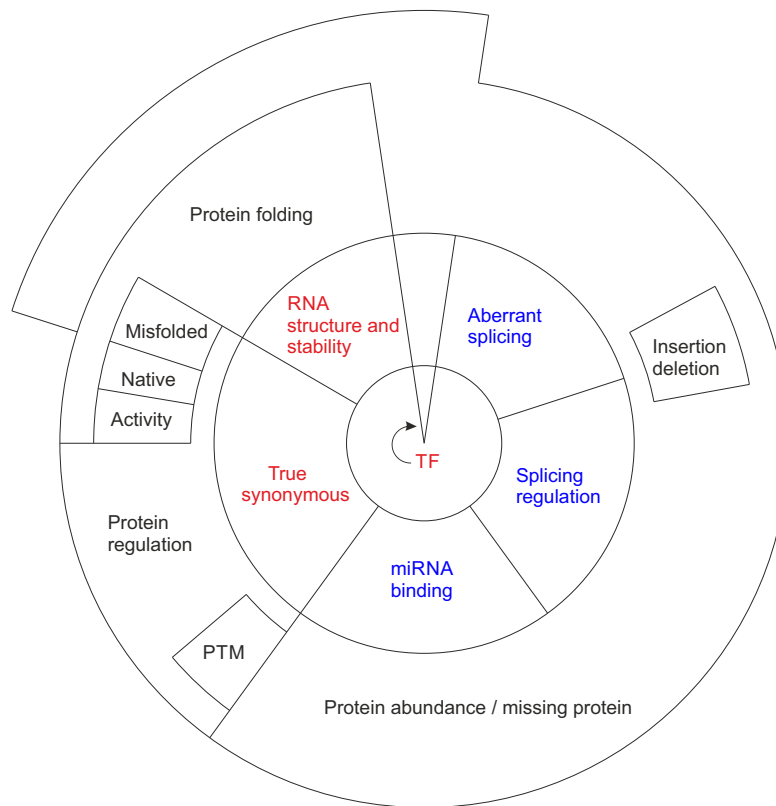 Protein folding
RNA
structure and
stability
Aberrant
splicing
Misfolded
Native
Activity
Insertion
deletion
TF
True
synonymous
Splicing
regulation
Protein
regulation
miRNA
binding
PTM
Protein abundance / missing protein